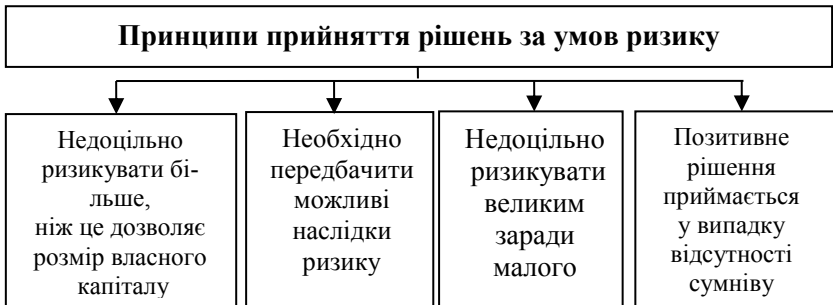 Принципи прийняття рішень за умов ризику
Недоцільно
ризикувати бі-
льше,
ніж це дозволяє
розмір власного
капіталу
Необхідно
передбачити
можливі
наслідки
ризику
Недоцільно
ризикувати
великим
заради
малого
Позитивне
рішення
приймається
у випадку
відсутності
сумніву